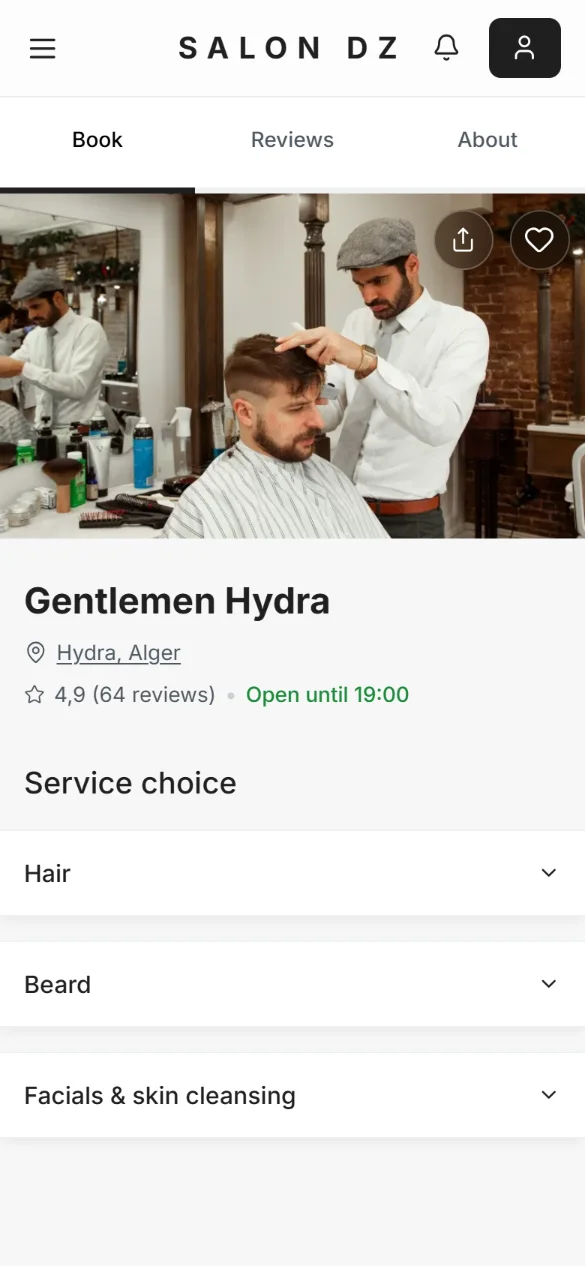 SALON DZ
Book Reviews About
Gentlemen Hydra
Hydra, Alger
4,9 (64 reviews) • Open until 19:00
Service choice
Hair
Beard
Facials & skin cleansing